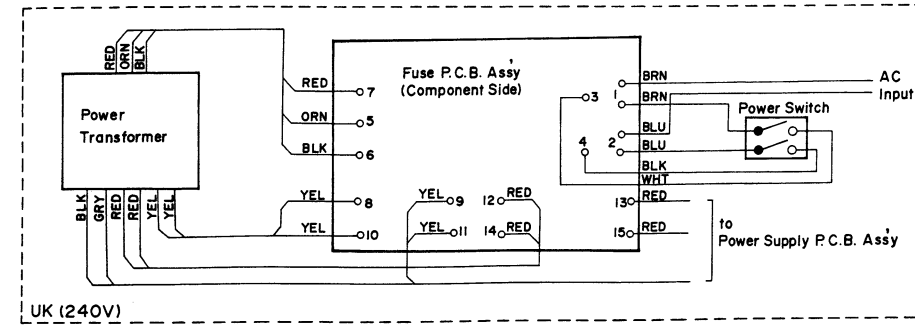 RED
ORN
BLK
Power
Transformer
BLK
GRY
RED
RED
YEL
YEL
RED
ORN
BLK
YEL
YEL
Fuse P.C.B. Ass'y
(Component Side)
7
5
6
8
10
YEL 9
YEL 11
12 RED
14 RED
3
4
1
2
13
15
BRN
BRN
BLU
BLU
BLK
WHT
RED
RED
AC
Input
Power Switch
to
Power Supply P.C.B. Ass'y
UK (240V)